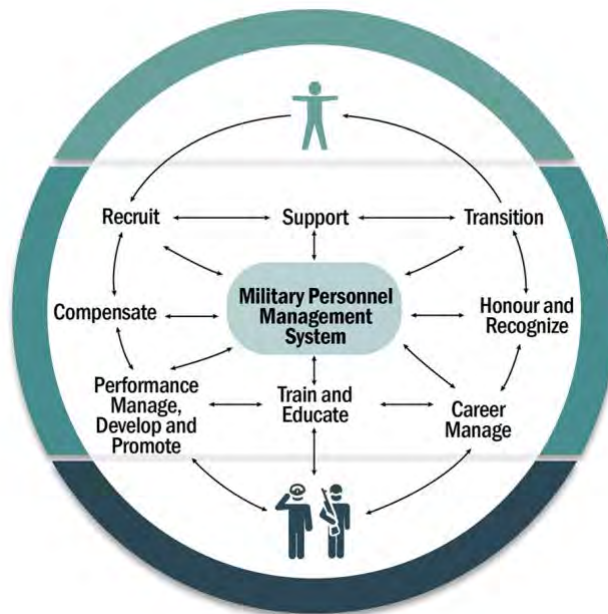 Recruit
Support
Transition
Compensate
Military Personnel
Management
System
Honour and
Recognize
Performance
Manage,
Develop and
Promote
Train and
Educate
Career
Manage